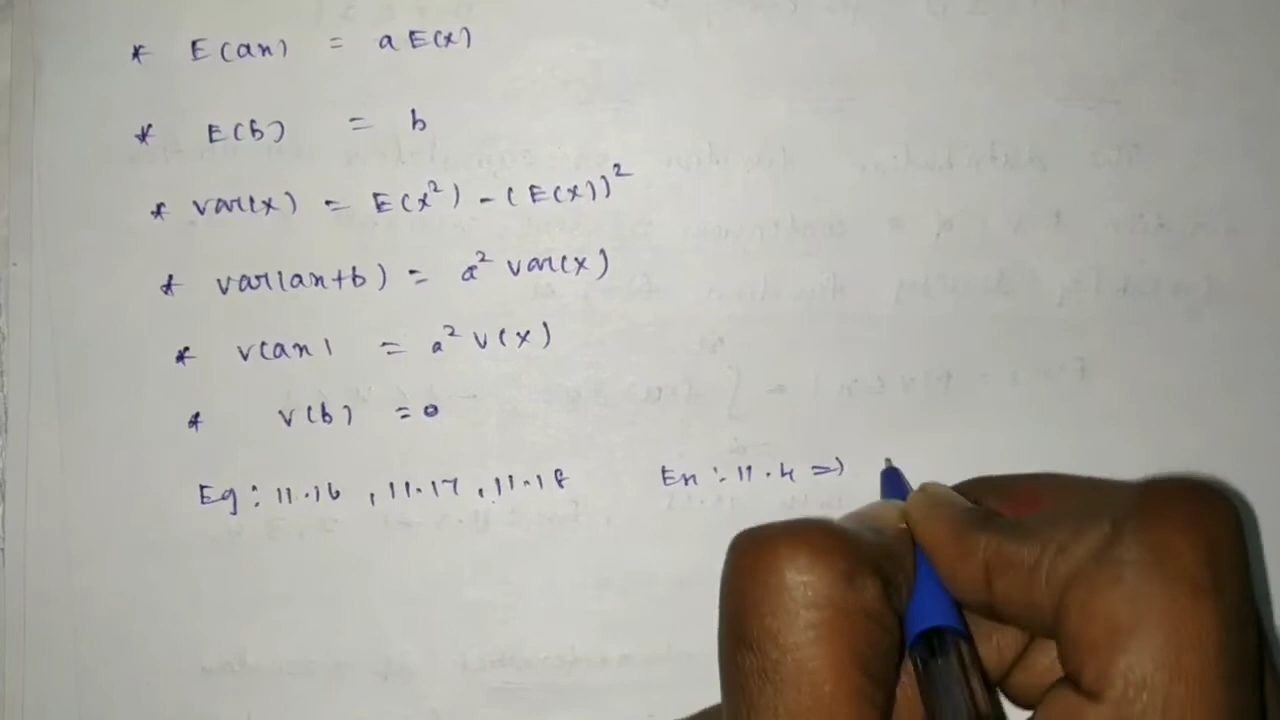 * E(ax) = a E(x)
* E(b) = b
* var(x) = E(x²) - (E(x))²
* var(ax+b) = a² var(x)
* v(ax) = a² v(x)
* v(b) = 0
Eg : 11.16 , 11.17 , 11.18 Ex : 11.4 =>